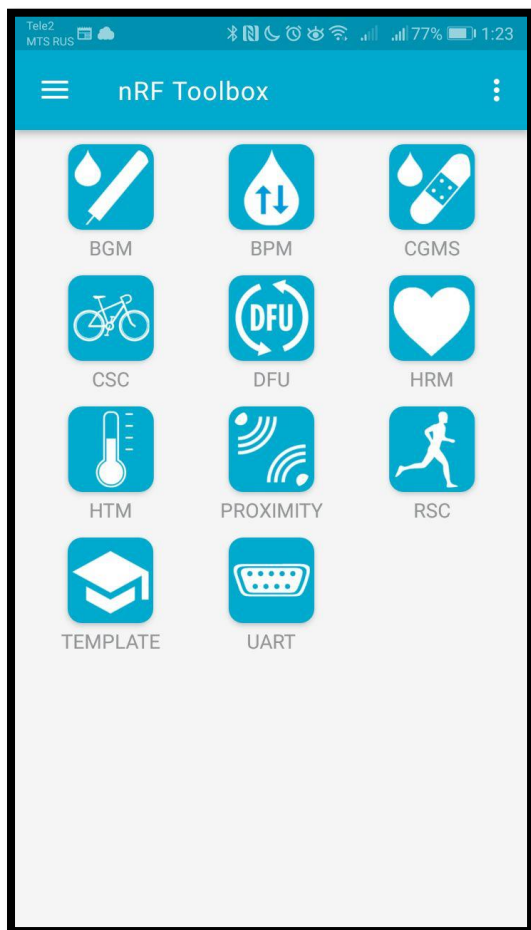 Tele2
MTS RUS
77% 1:23
nRF Toolbox
BGM BPM CGMS
CSC DFU DFU HRM
HTM PROXIMITY RSC
TEMPLATE UART